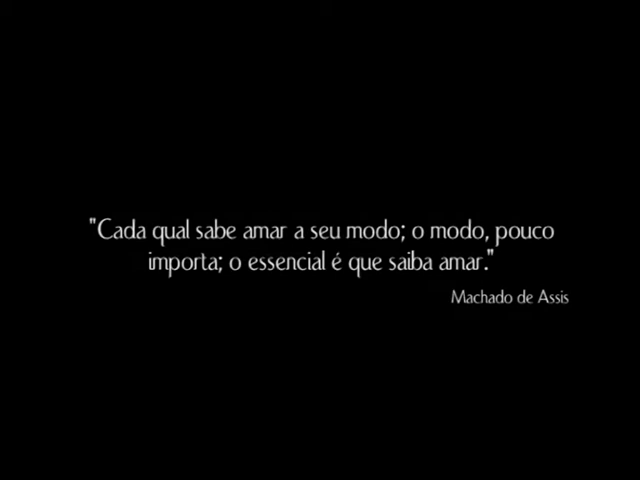 "Cada qual sabe amar a seu modo; o modo, pouco
importa; o essencial é que saiba amar."
Machado de Assis